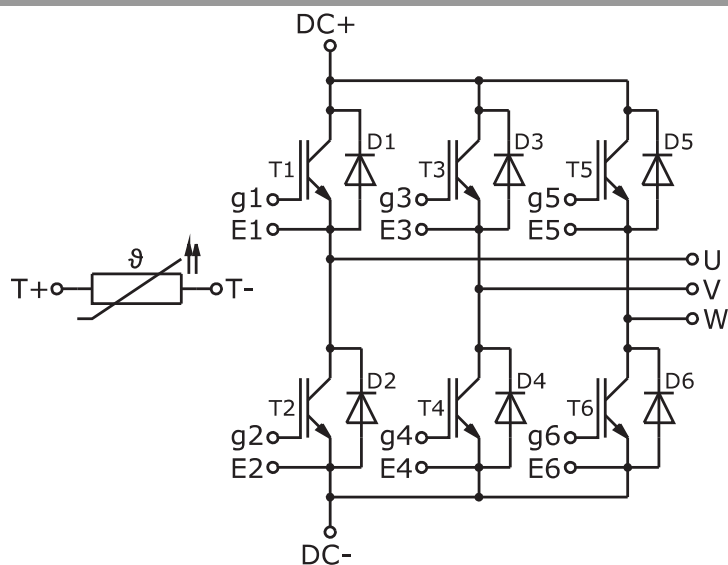 DC+
T1
D1
T3
D3
T5
D5
g1
g3
g5
E1
E3
E5
ϑ
T+
T-
U
V
W
T2
D2
T4
D4
T6
D6
g2
g4
g6
E2
E4
E6
DC-